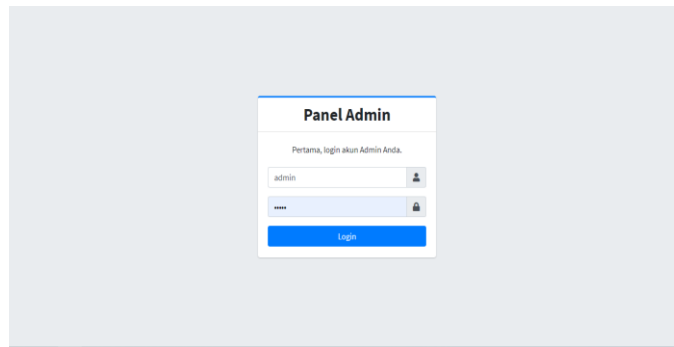 Panel Admin
Pertama, login akun Admin Anda.
admin
•••••
Login